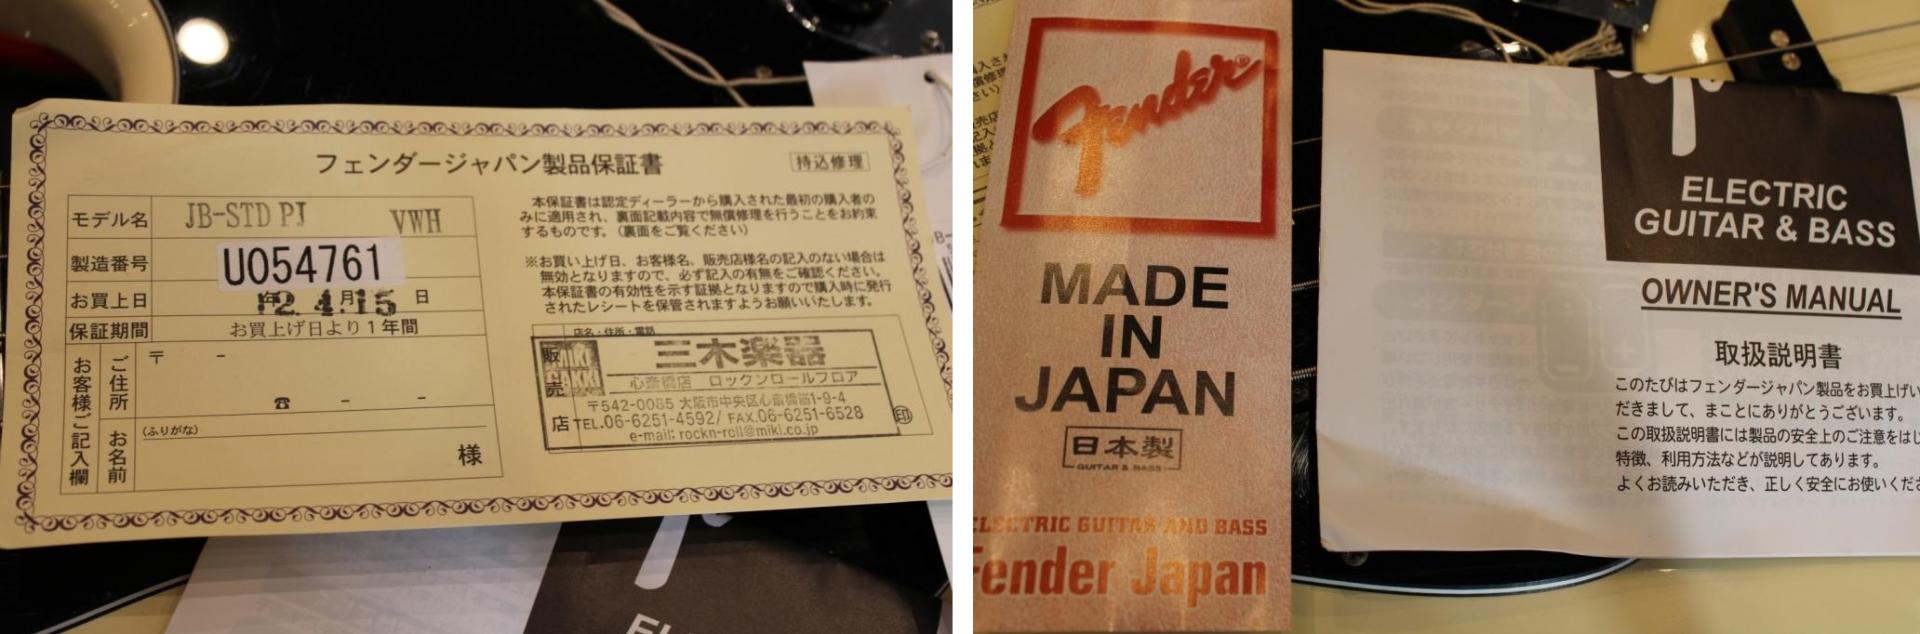 フェンダージャパン製品保証書
持込修理
モデル名 JB-STD PJ VWH
製造番号 U054761
お買上日 12.年4.月15 日
保証期間 お買上げ日より1年間
お客様ご記入欄
ご住所
〒 -
☎ - -
お名前
(ふりがな)
様
本保証書は認定ディーラーから購入された最初の購入者の
みに適用され、裏面記載内容で無償修理を行うことをお約束
するものです。(裏面をご覧ください)
※お買い上げ日、お客様名、販売店様名の記入のない場合は
無効となりますので、必ず記入の有無をご確認ください。
本保証書の有効性を示す証拠となりますので購入時に発行
されたレシートを保管されますようお願いいたします。
店名・住所・電話
販売店
MIKI GAKKI
三木楽器
心斎橋店 ロックンロールフロア
〒542-0085 大阪市中央区心斎橋筋1-9-4
TEL.06-6251-4592/ FAX.06-6251-6528
e-mail: rockn-roll@miki.co.jp
印
Fender®
MADE
IN
JAPAN
日本製
GUITAR & BASS
ELECTRIC GUITAR AND BASS
Fender Japan
ELECTRIC
GUITAR & BASS
OWNER'S MANUAL
取扱説明書
このたびはフェンダージャパン製品をお買上げい
だきまして、まことにありがとうございます。
この取扱説明書には製品の安全上のご注意をはじ
特徴、利用方法などが説明してあります。
よくお読みいただき、正しく安全にお使いくださ